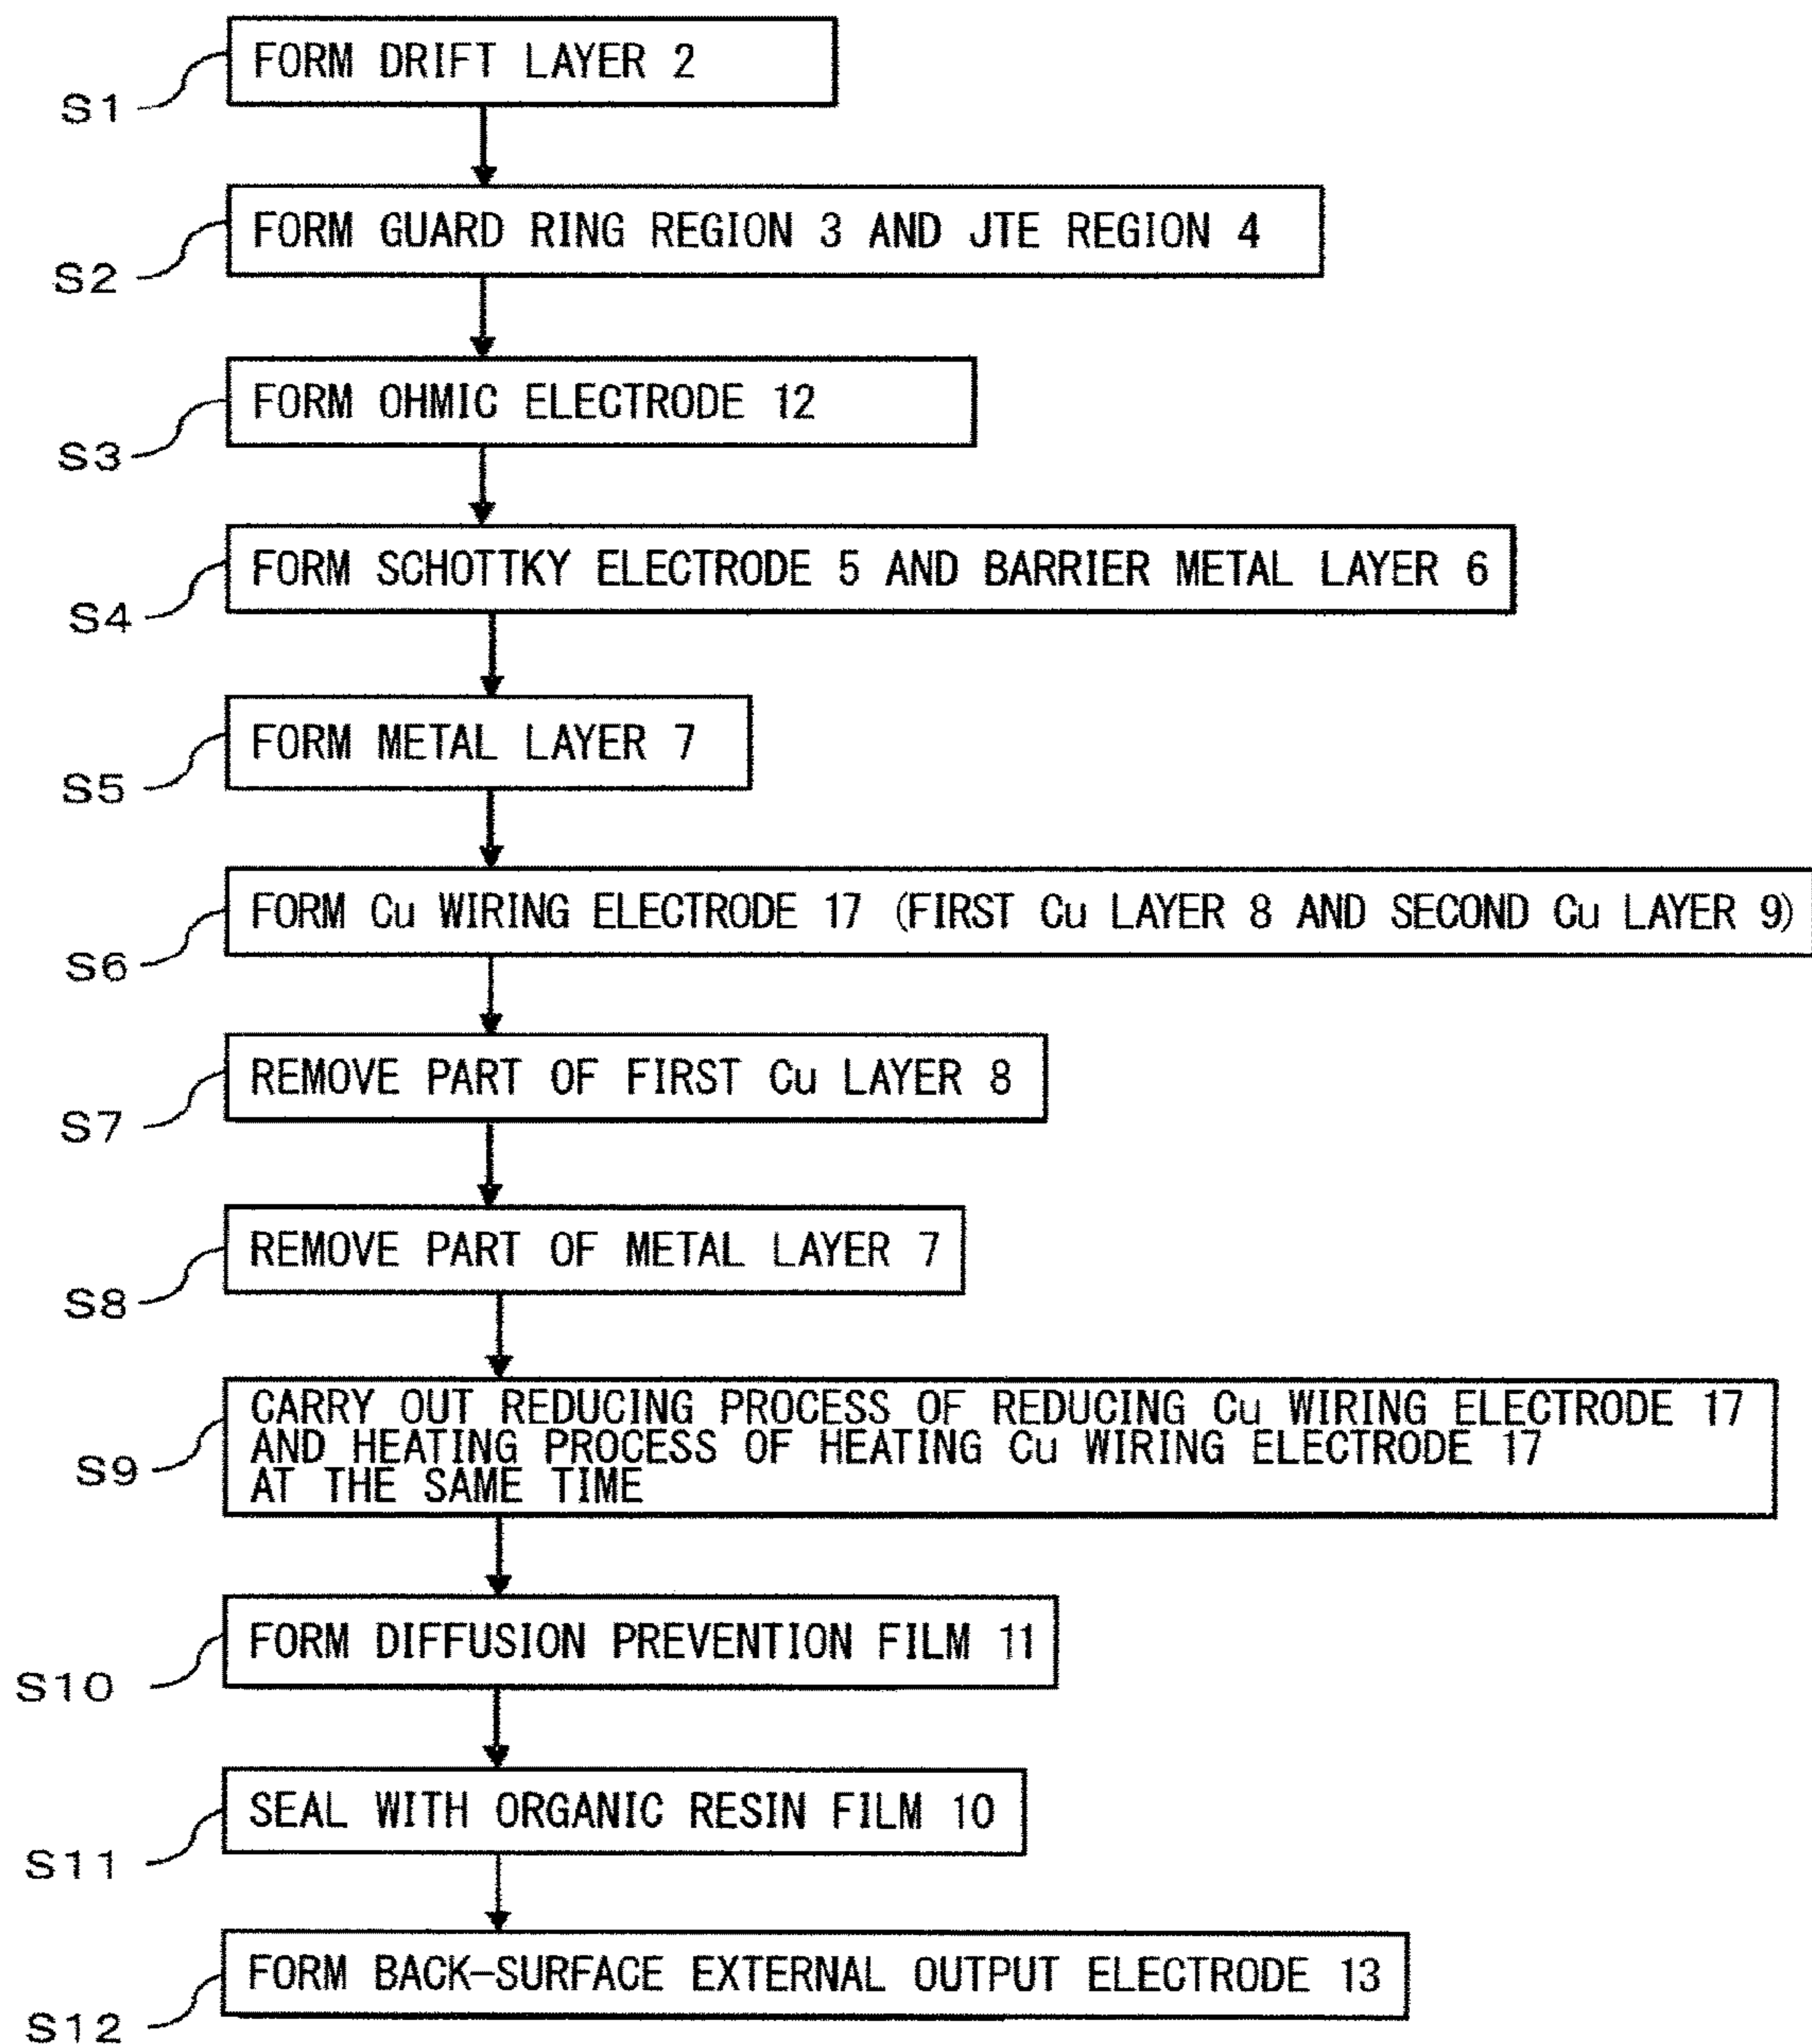 FORM DRIFT LAYER 2
S1
FORM GUARD RING REGION 3 AND JTE REGION 4
S2
FORM OHMIC ELECTRODE 12
S3
FORM SCHOTTKY ELECTRODE 5 AND BARRIER METAL LAYER 6
S4
FORM METAL LAYER 7
S5
FORM Cu WIRING ELECTRODE 17 (FIRST Cu LAYER 8 AND SECOND Cu LAYER 9)
S6
REMOVE PART OF FIRST Cu LAYER 8
S7
REMOVE PART OF METAL LAYER 7
S8
CARRY OUT REDUCING PROCESS OF REDUCING Cu WIRING ELECTRODE 17
AND HEATING PROCESS OF HEATING Cu WIRING ELECTRODE 17
AT THE SAME TIME
S9
FORM DIFFUSION PREVENTION FILM 11
S10
SEAL WITH ORGANIC RESIN FILM 10
S11
FORM BACK-SURFACE EXTERNAL OUTPUT ELECTRODE 13
S12